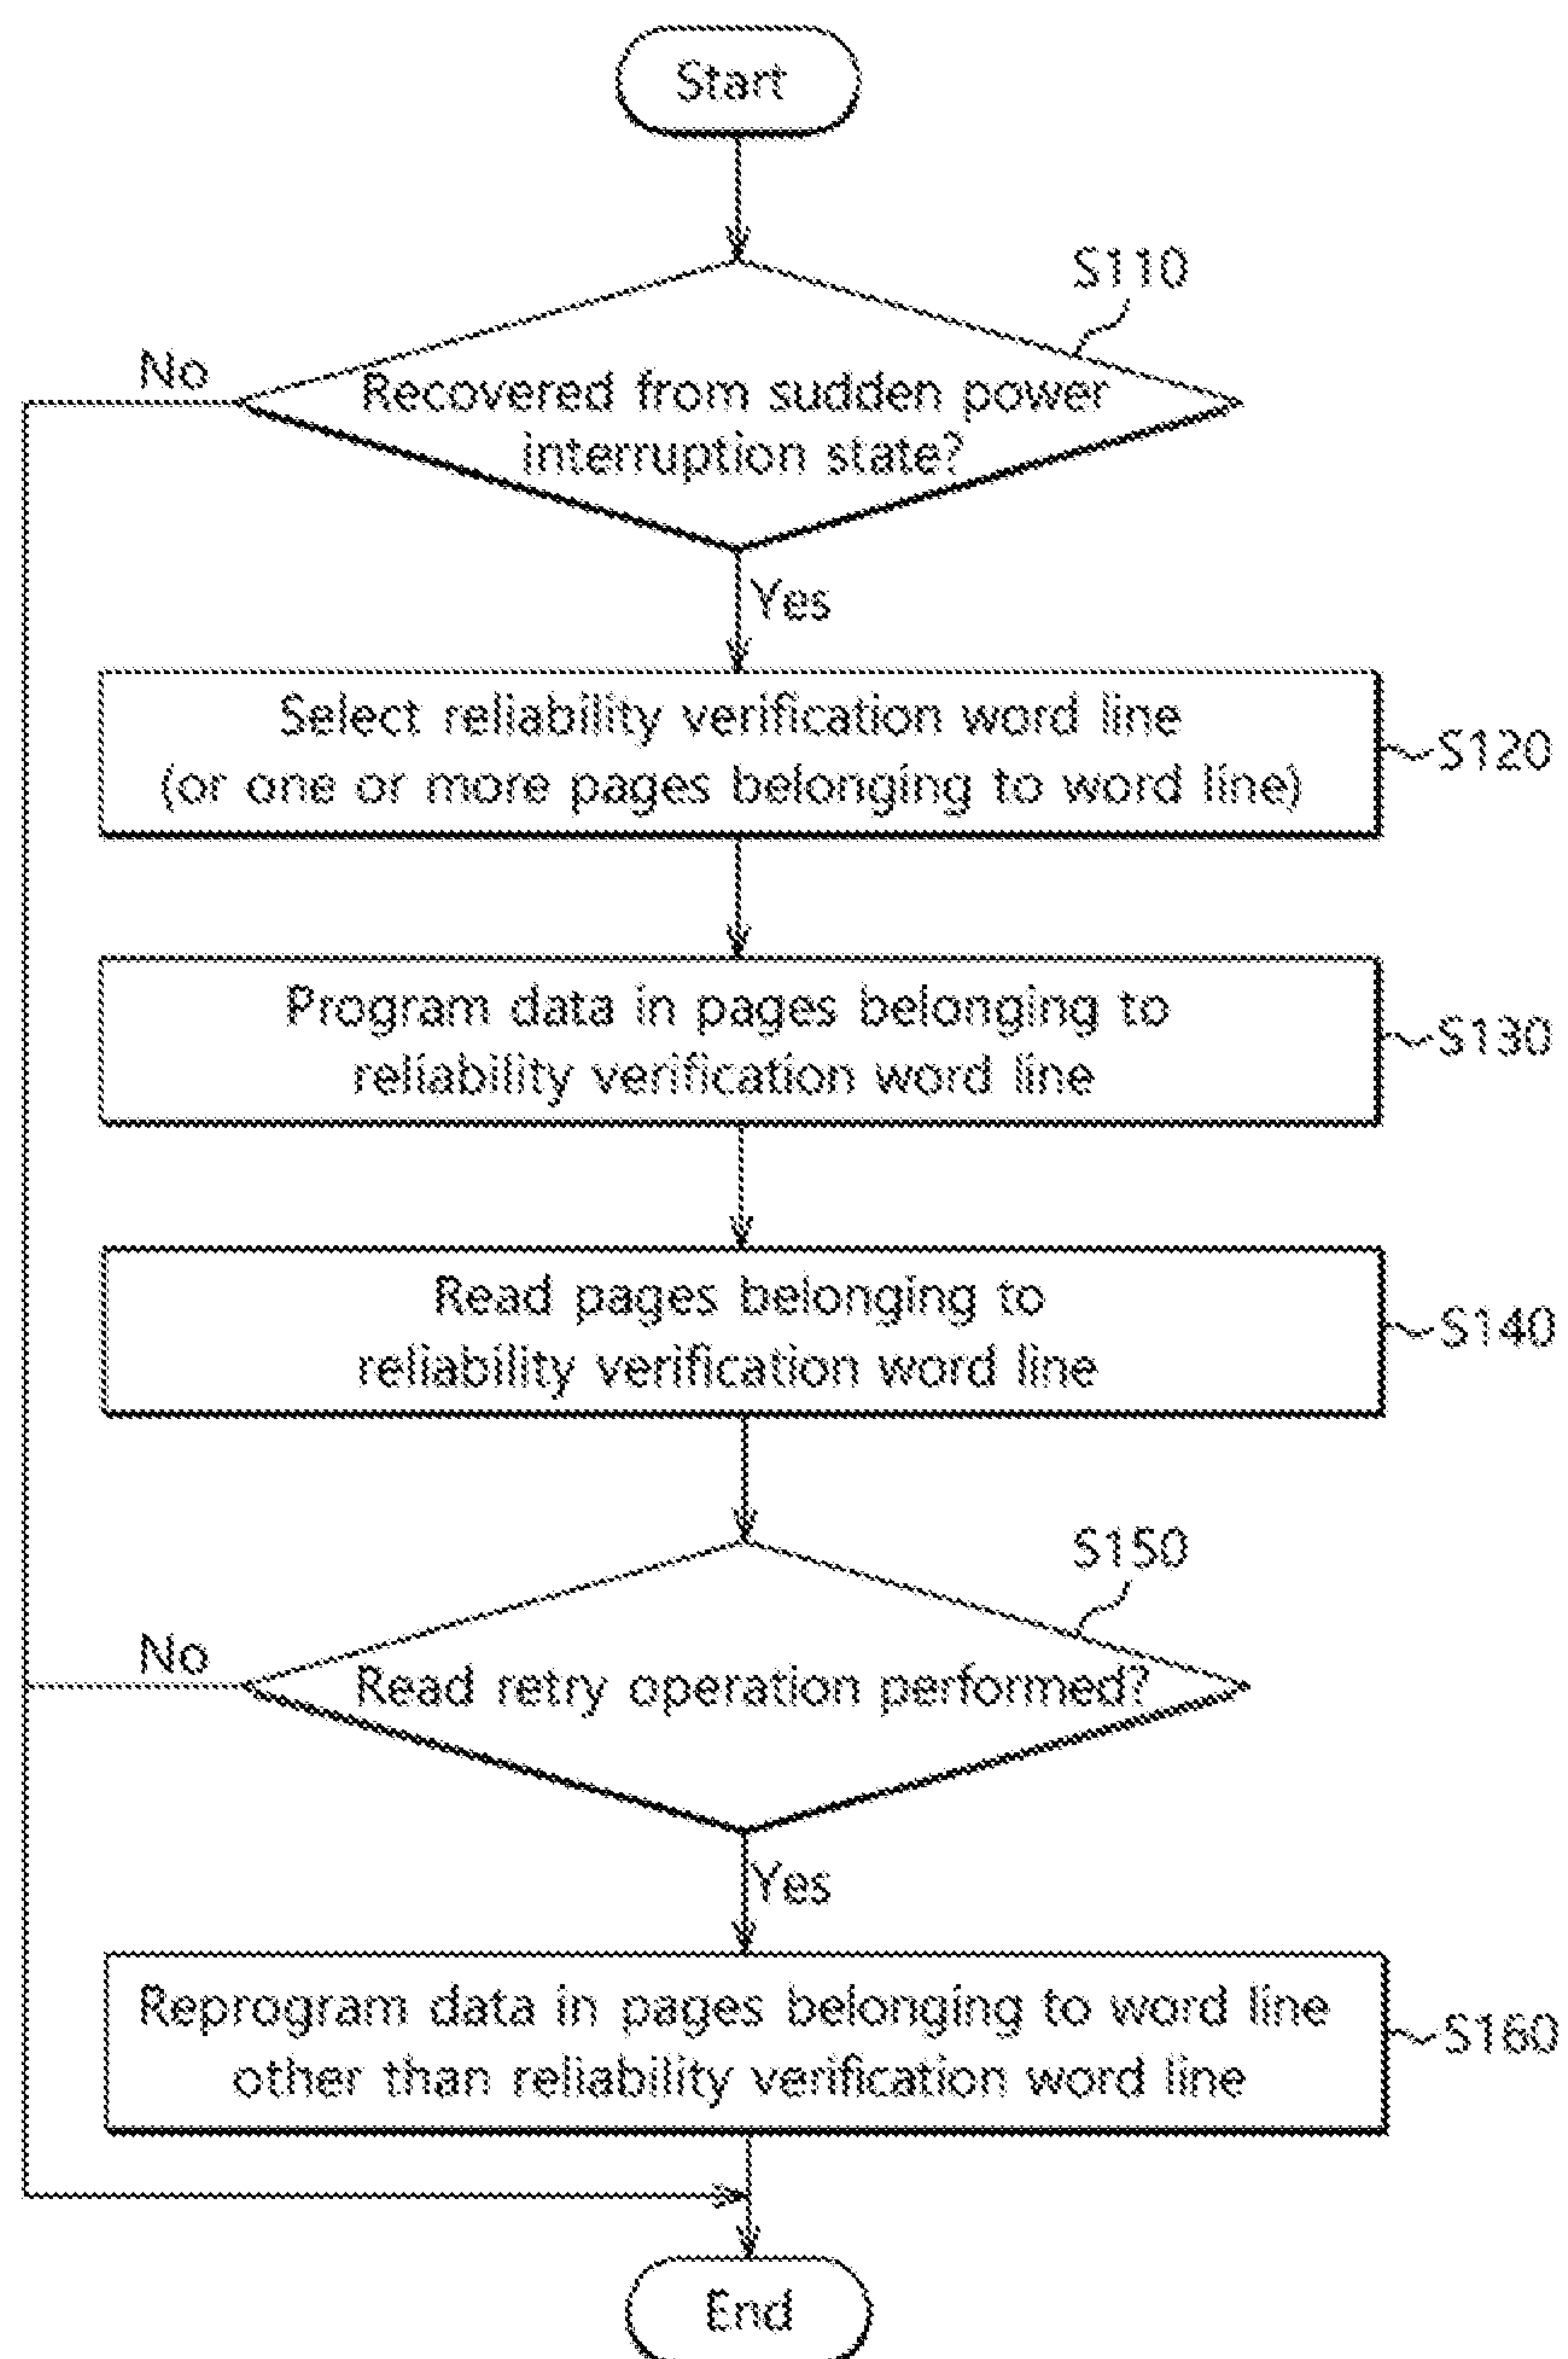 Start
S110
No
Recovered from sudden power
interruption state?
Yes
Select reliability verification word line
(or one or more pages belonging to word line)
S120
Program data in pages belonging to
reliability verification word line
S130
Read pages belonging to
reliability verification word line
S140
S150
No
Read retry operation performed?
Yes
Reprogram data in pages belonging to word line
other than reliability verification word line
S160
End